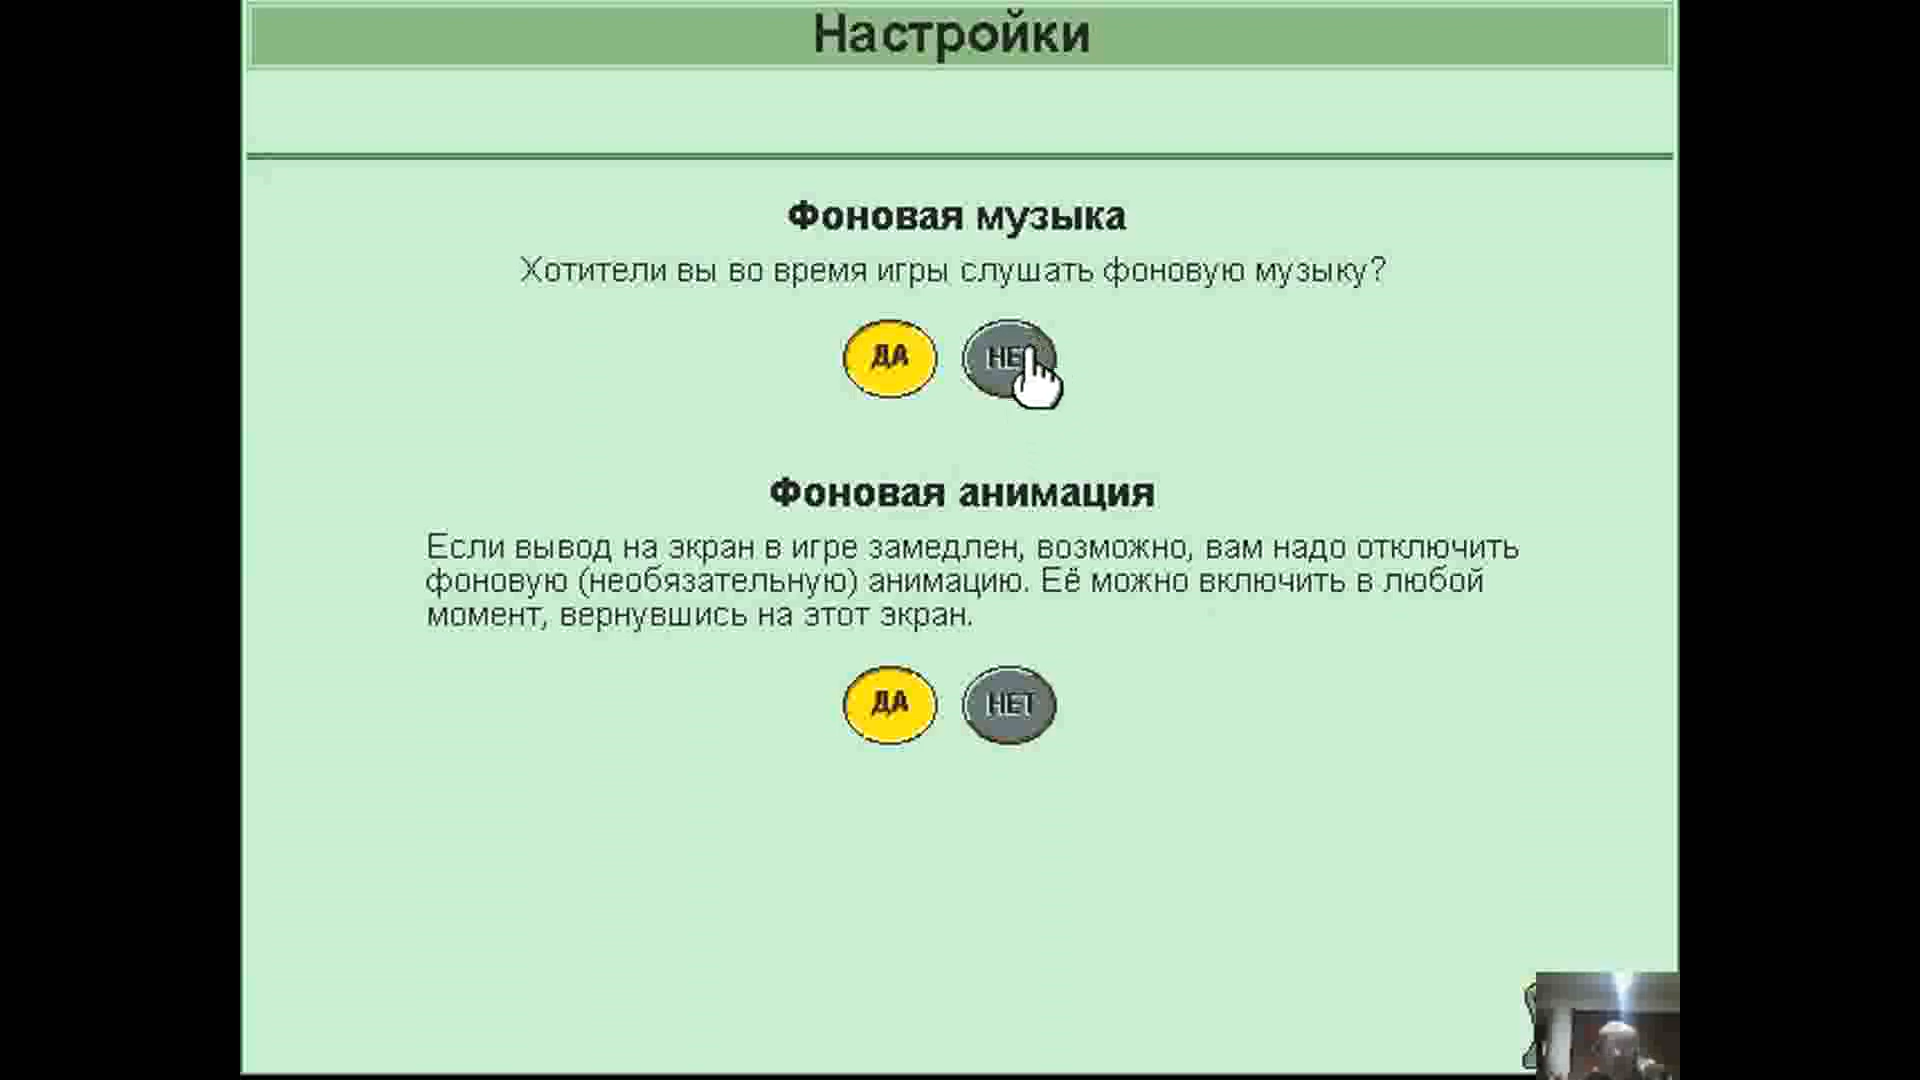 Настройки
Фоновая музыка
Хотители вы во время игры слушать фоновую музыку?
ДА НЕ
Фоновая анимация
Если вывод на экран в игре замедлен, возможно, вам надо отключить
фоновую (необязательную) анимацию. Её можно включить в любой
момент, вернувшись на этот экран.
ДА НЕТ